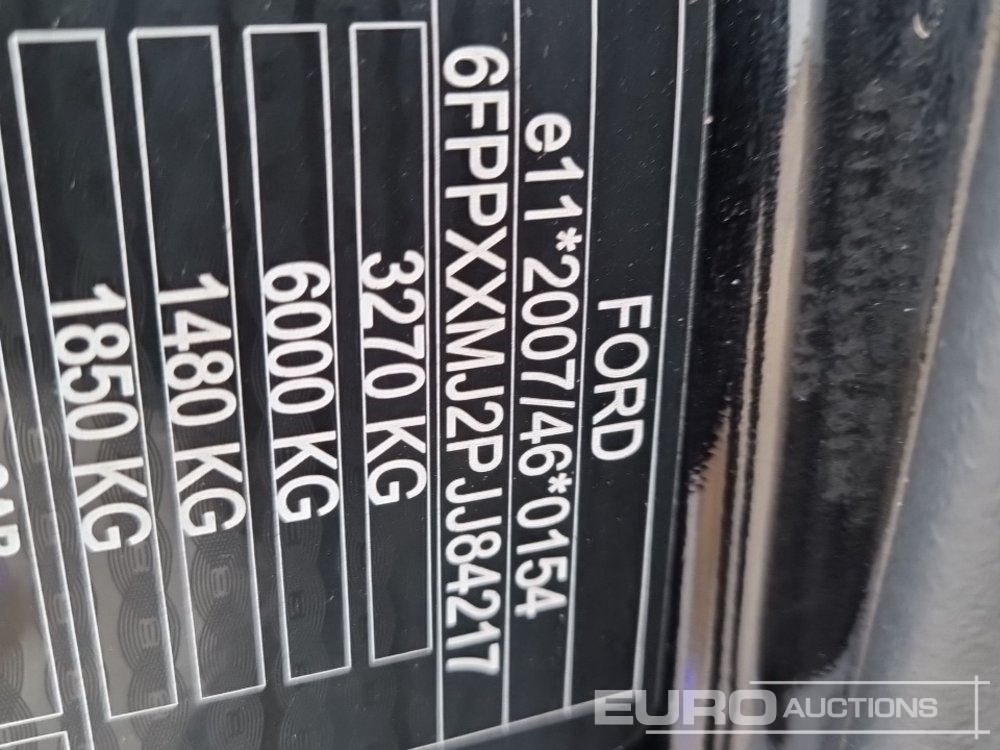 FORD
e11*2007/46*0154
6FPPXXMJ2PJJ84217
3270 KG
6000 KG
1480 KG
1850 KG
EURO AUCTIONS